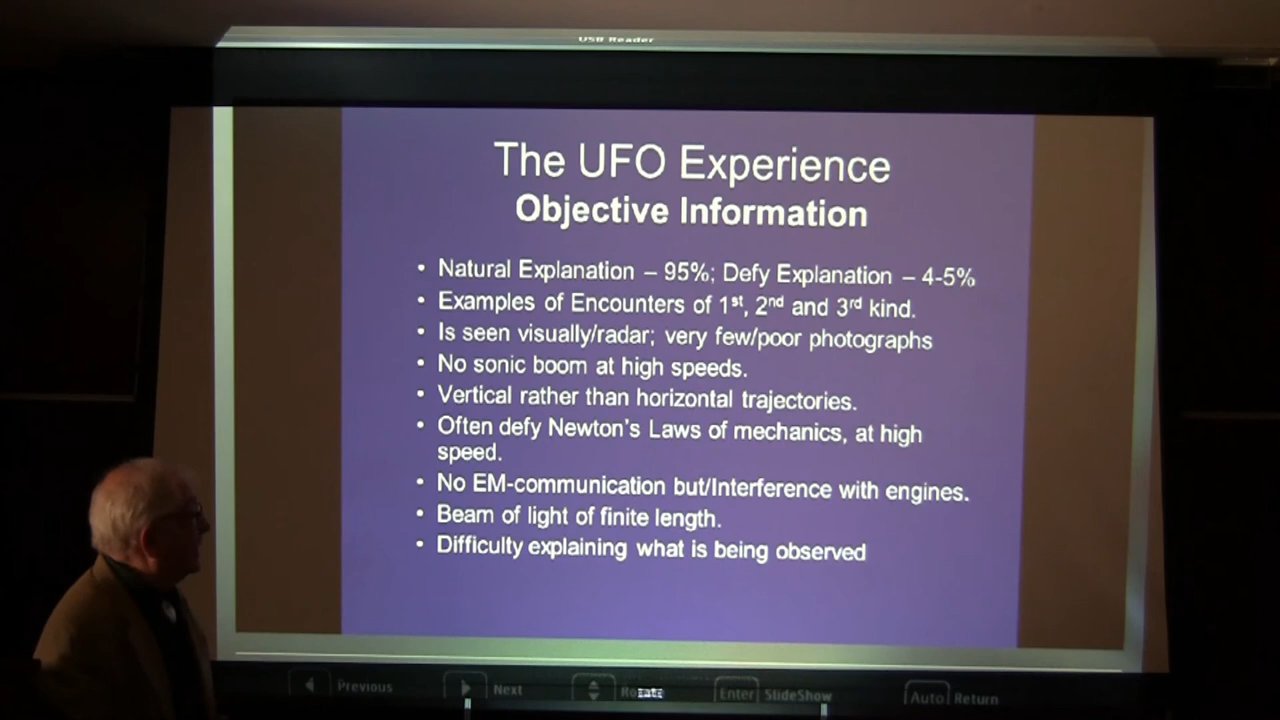 USB Reader
The UFO Experience
Objective Information
• Natural Explanation – 95%; Defy Explanation – 4-5%
• Examples of Encounters of 1st, 2nd and 3rd kind.
• Is seen visually/radar; very few/poor photographs
• No sonic boom at high speeds.
• Vertical rather than horizontal trajectories.
• Often defy Newton's Laws of mechanics, at high
speed.
• No EM-communication but/Interference with engines.
• Beam of light of finite length.
• Difficulty explaining what is being observed
Previous Next Rotate Enter SlideShow Auto Return